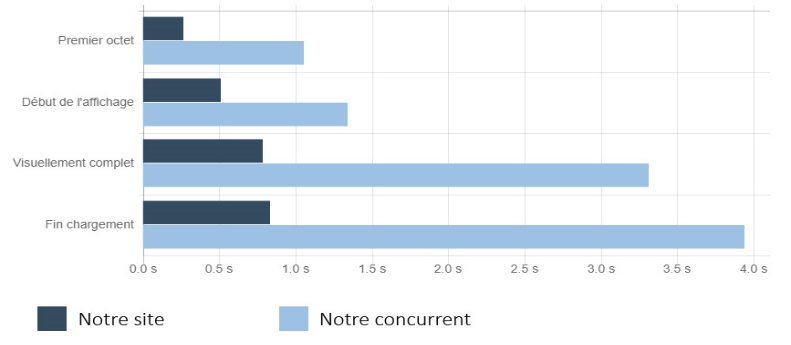 Premier octet
Début de l'affichage
Visuellement complet
Fin chargement
0.0 s 0.5 s 1.0 s 1.5 s 2.0 s 2.5 s 3.0 s 3.5 s 4.0 s
Notre site Notre concurrent